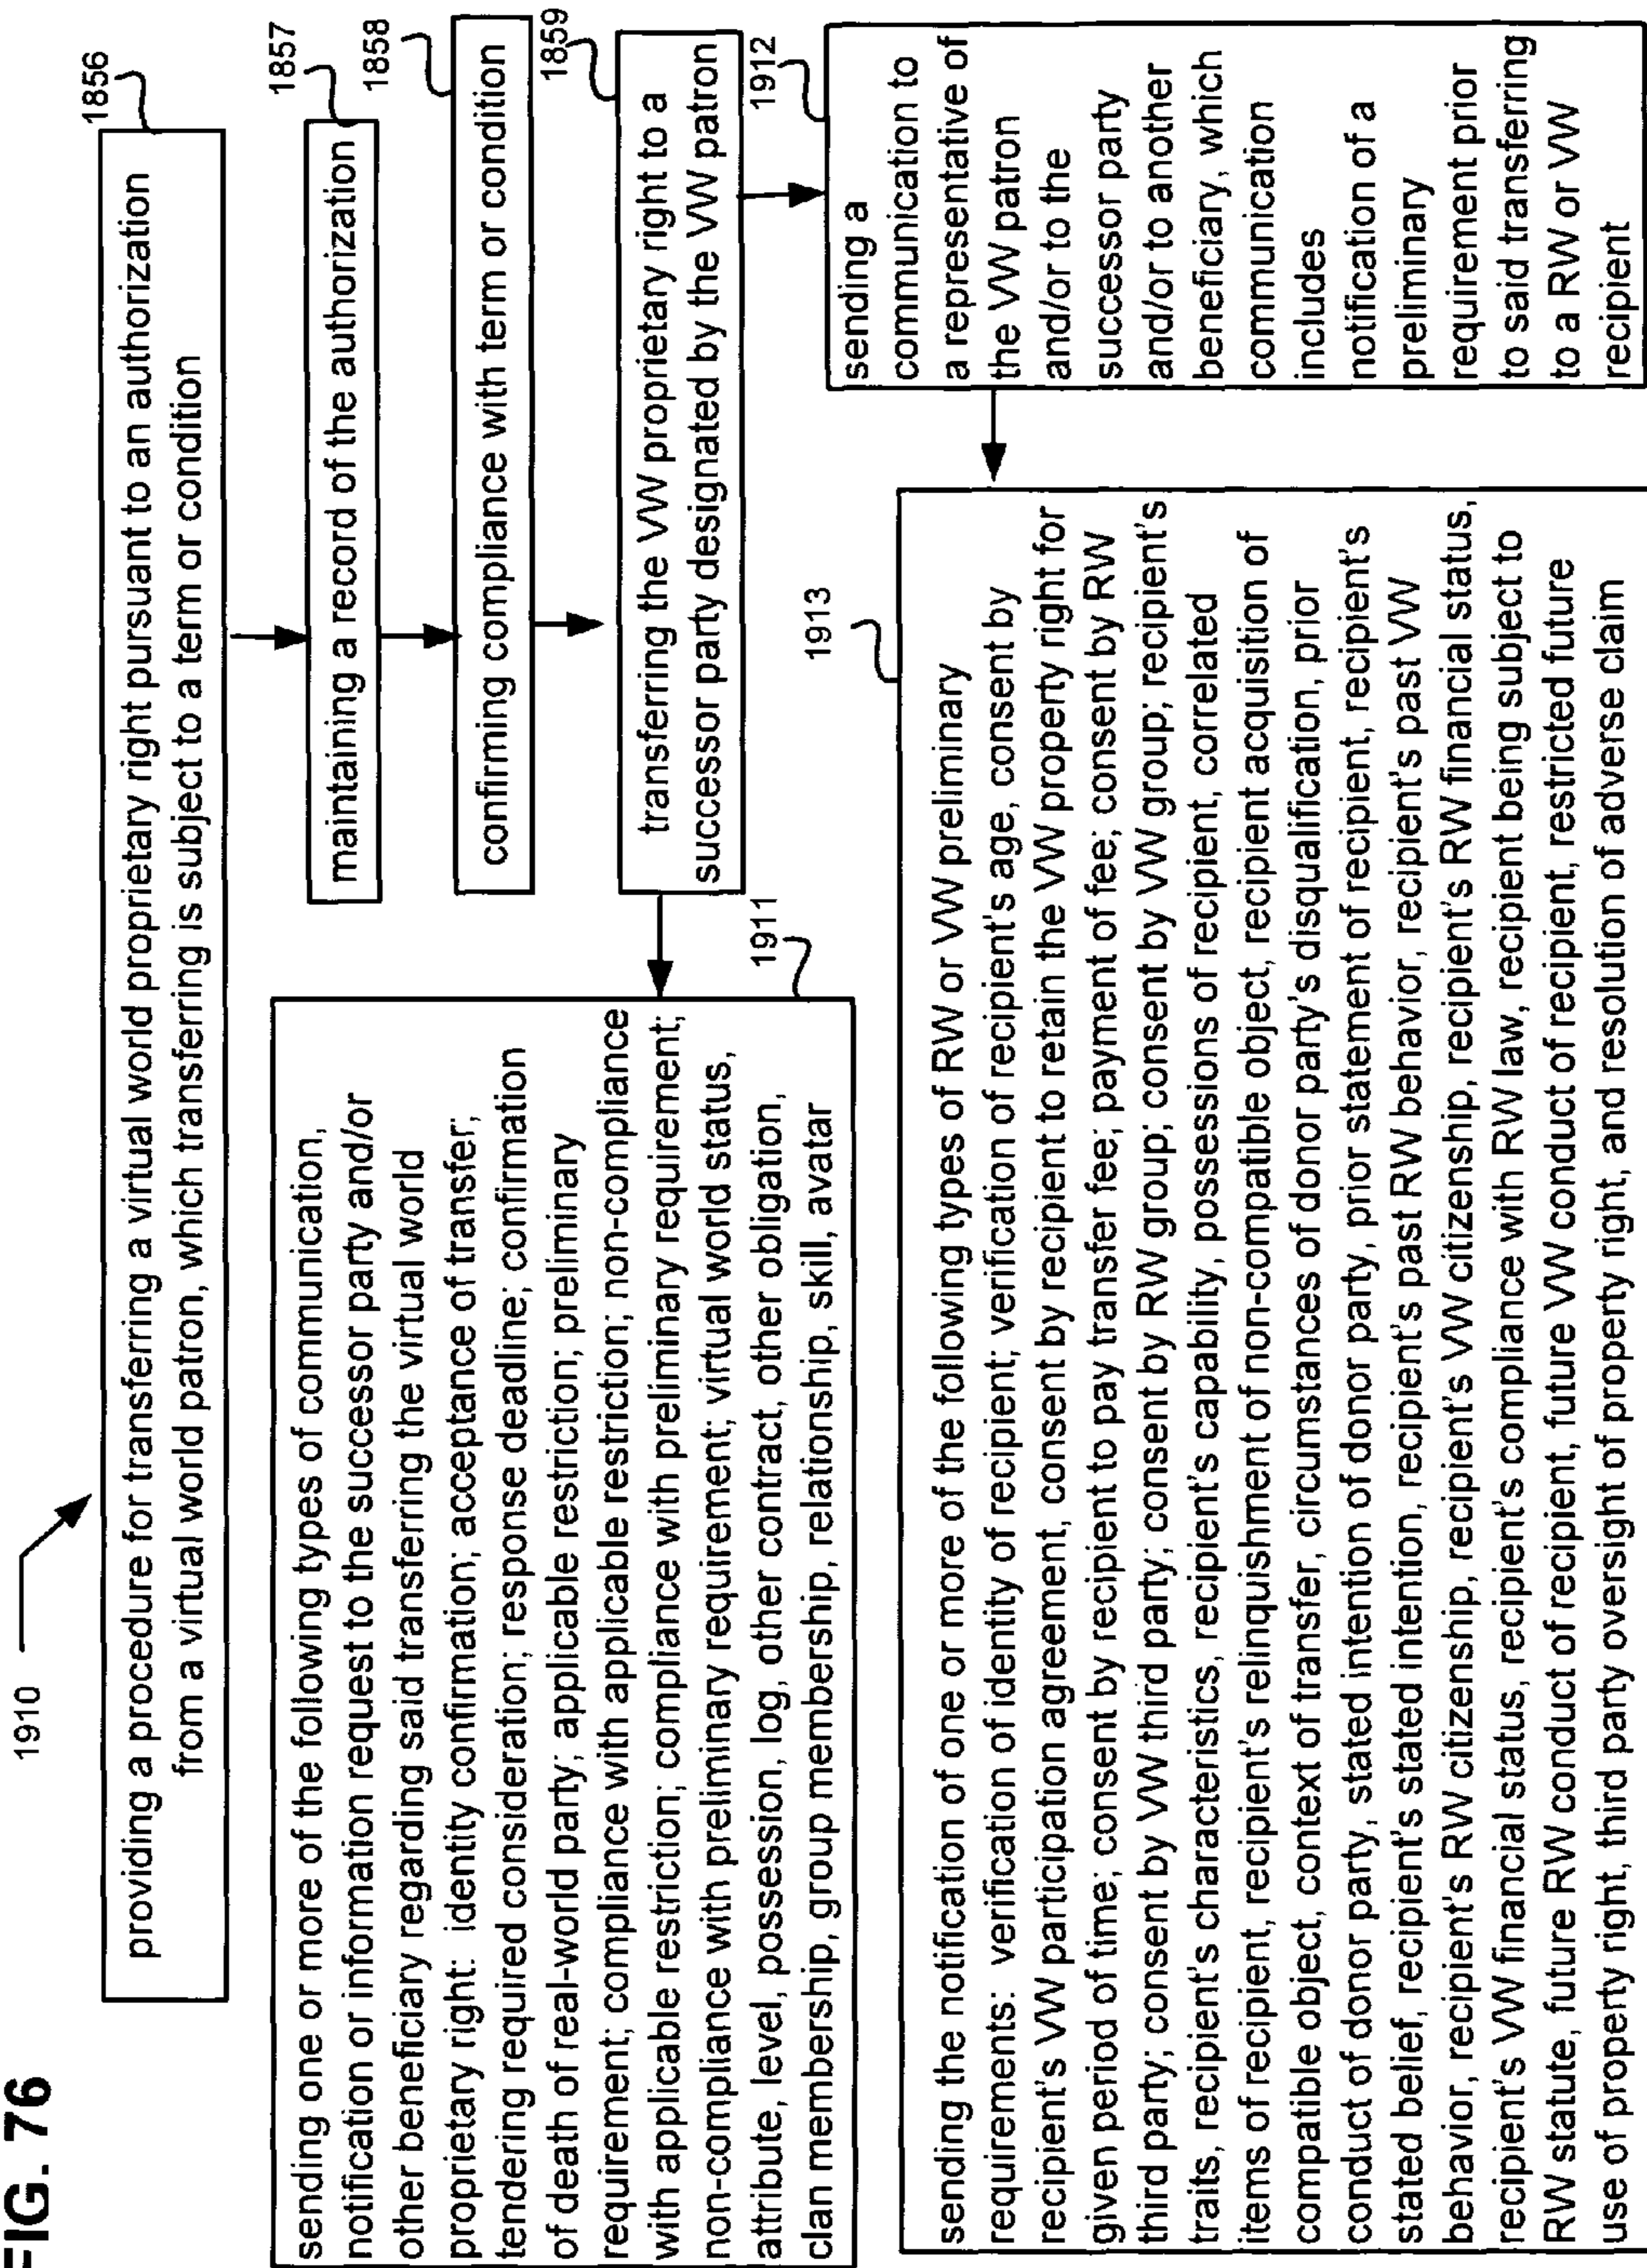 FIG. 76
1910
1856
providing a procedure for transferring a virtual world proprietary right pursuant to an authorization
from a virtual world patron, which transferring is subject to a term or condition
1857
maintaining a record of the authorization
1858
confirming compliance with term or condition
1859
transferring the VW proprietary right to a
successor party designated by the VW patron
1911
sending one or more of the following types of communication,
notification or information request to the successor party and/or
other beneficiary regarding said transferring the virtual world
proprietary right: identity confirmation; acceptance of transfer;
tendering required consideration; response deadline; confirmation
of death of real-world party; applicable restriction; preliminary
requirement; compliance with applicable restriction; non-compliance
with applicable restriction; compliance with preliminary requirement;
non-compliance with preliminary requirement; virtual world status,
attribute, level, possession, log, other contract, other obligation,
clan membership, group membership, relationship, skill, avatar
1912
sending a
communication to
a representative of
the VW patron
and/or to the
successor party
and/or to another
beneficiary, which
communication
includes
notification of a
preliminary
requirement prior
to said transferring
to a RW or VW
recipient
1913
sending the notification of one or more of the following types of RW or VW preliminary
requirements: verification of identity of recipient; verification of recipient's age, consent by
recipient's VW participation agreement, consent by recipient to retain the VW property right for
given period of time; consent by recipient to pay transfer fee; payment of fee; consent by RW
third party; consent by VW third party; consent by RW group; consent by VW group; recipient's
traits, recipient's characteristics, recipient's capability, possessions of recipient, correlated
items of recipient, recipient's relinquishment of non-compatible object, recipient acquisition of
compatible object, context of transfer, circumstances of donor party's disqualification, prior
conduct of donor party, stated intention of donor party, prior statement of recipient, recipient's
stated belief, recipient's stated intention, recipient's past RW behavior, recipient's past VW
behavior, recipient's RW citizenship, recipient's VW citizenship, recipient's RW financial status,
recipient's VW financial status, recipient's compliance with RW law, recipient being subject to
RW statute, future RW conduct of recipient, future VW conduct of recipient, restricted future
use of property right, third party oversight of property right, and resolution of adverse claim